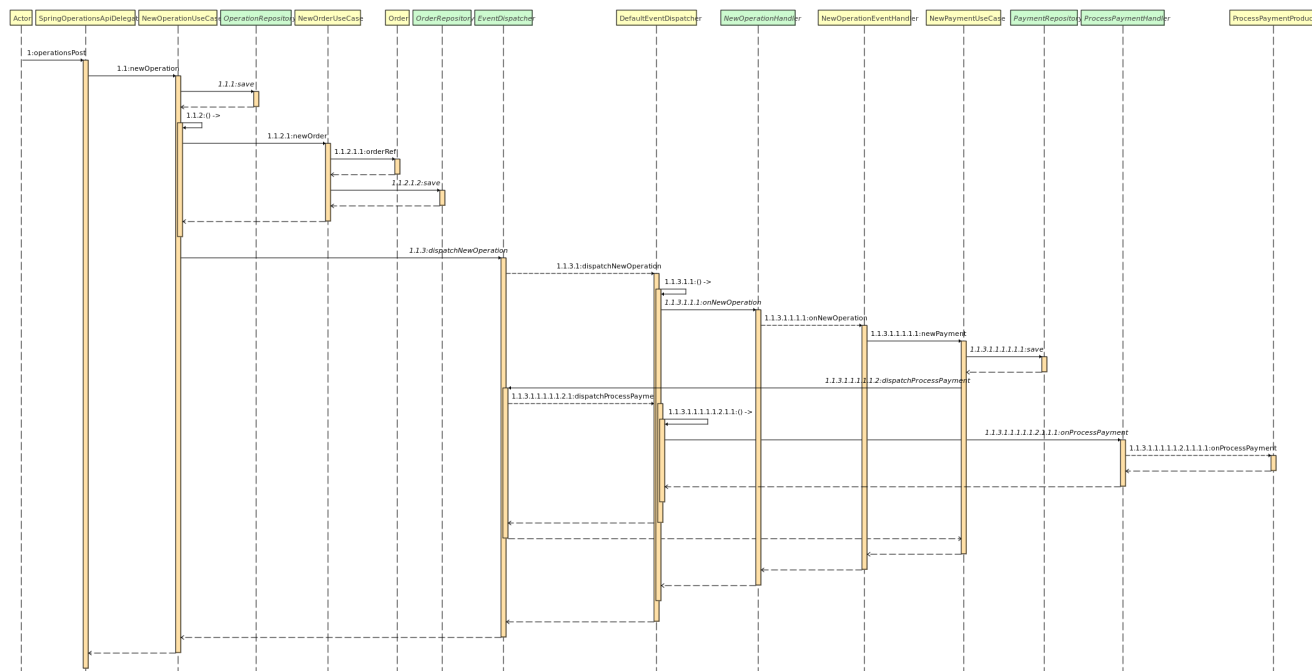 Actor
SpringOperationsApiDelegat
NewOperationUseCase
OperationRepository
NewOrderUseCase
Order
OrderRepository
EventDispatcher
DefaultEventDispatcher
NewOperationHandler
NewOperationEventHandler
NewPaymentUseCase
PaymentRepository
ProcessPaymentHandler
ProcessPaymentProduc
1:operationsPost
1.1:newOperation
1.1.1:save
1.1.2:() ->
1.1.2.1:newOrder
1.1.2.1.1:orderRef
1.1.2.1.2:save
1.1.3:dispatchNewOperation
1.1.3.1:dispatchNewOperation
1.1.3.1.1:() ->
1.1.3.1.1.1:onNewOperation
1.1.3.1.1.1.1:onNewOperation
1.1.3.1.1.1.1.1:newPayment
1.1.3.1.1.1.1.1.1:save
1.1.3.1.1.1.1.1.2:dispatchProcessPayment
1.1.3.1.1.1.1.1.2.1:dispatchProcessPayme
1.1.3.1.1.1.1.1.2.1.1:() ->
1.1.3.1.1.1.1.1.2.1.1.1:onProcessPayment
1.1.3.1.1.1.1.1.2.1.1.1.1:onProcessPayment